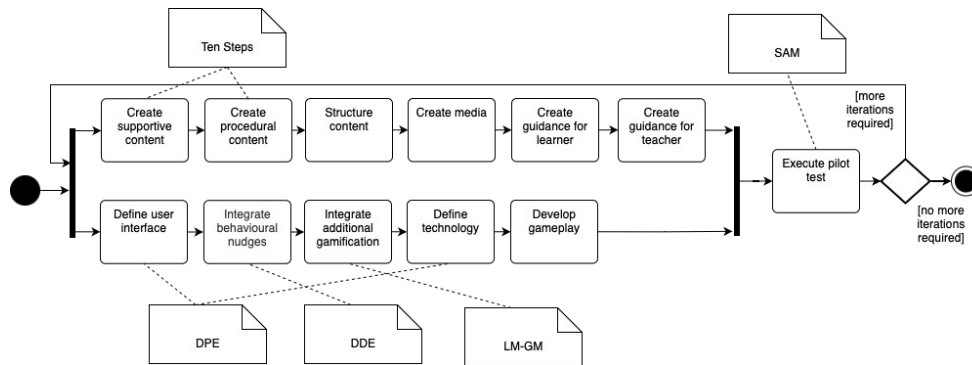 Ten Steps
SAM
[more
iterations
required]
Create
supportive
content
Create
procedural
content
Structure
content
Create media
Create
guidance for
learner
Create
guidance for
teacher
Execute pilot
test
Define user
interface
Integrate
behavioural
nudges
Integrate
additional
gamification
Define
technology
Develop
gameplay
[no more
iterations
required]
DPE
DDE
LM-GM